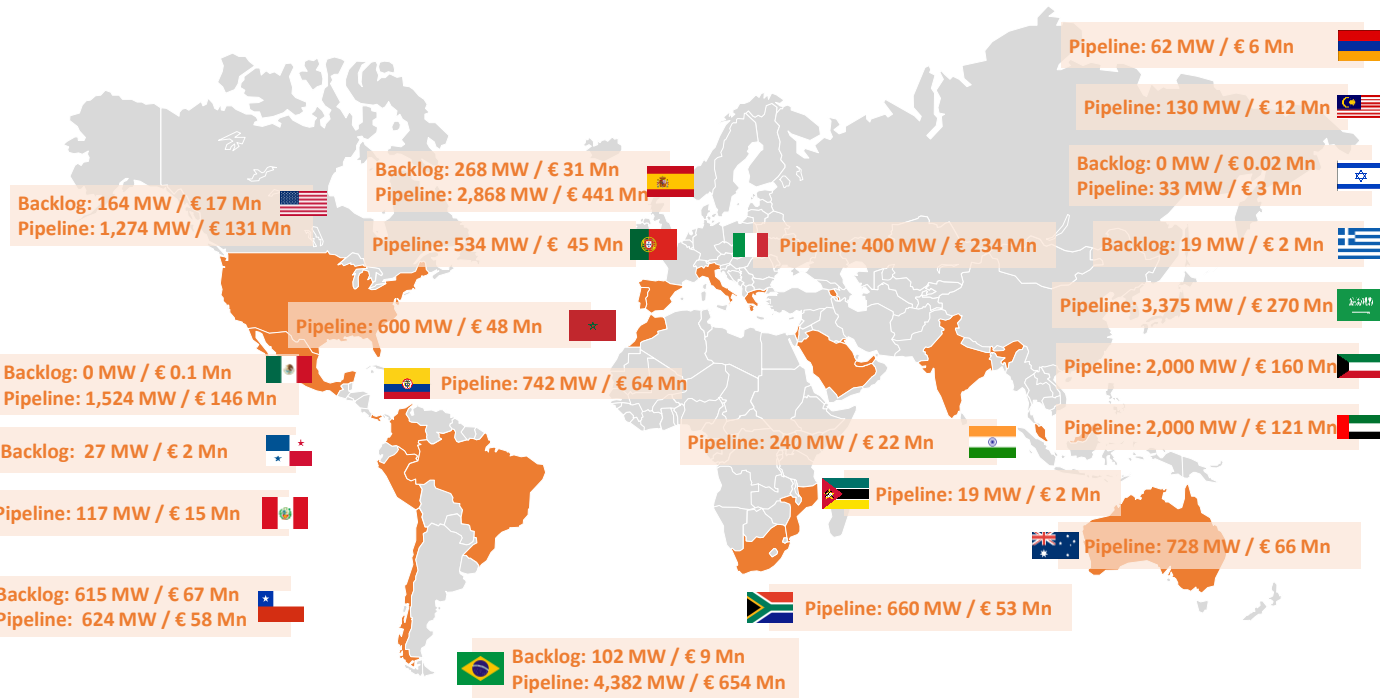 Pipeline: 62 MW / € 6 Mn
Pipeline: 130 MW / € 12 Mn
Backlog: 0 MW / € 0.02 Mn
Pipeline: 33 MW / € 3 Mn
Backlog: 268 MW / € 31 Mn
Pipeline: 2,868 MW / € 441 Mn
Backlog: 164 MW / € 17 Mn
Pipeline: 1,274 MW / € 131 Mn
Pipeline: 534 MW / € 45 Mn
Pipeline: 400 MW / € 234 Mn
Backlog: 19 MW / € 2 Mn
Pipeline: 3,375 MW / € 270 Mn
Pipeline: 600 MW / € 48 Mn
Backlog: 0 MW / € 0.1 Mn
Pipeline: 1,524 MW / € 146 Mn
Pipeline: 742 MW / € 64 Mn
Pipeline: 2,000 MW / € 160 Mn
Pipeline: 2,000 MW / € 121 Mn
Backlog: 27 MW / € 2 Mn
Pipeline: 240 MW / € 22 Mn
Pipeline: 19 MW / € 2 Mn
Pipeline: 117 MW / € 15 Mn
Pipeline: 728 MW / € 66 Mn
Backlog: 615 MW / € 67 Mn
Pipeline: 624 MW / € 58 Mn
Pipeline: 660 MW / € 53 Mn
Backlog: 102 MW / € 9 Mn
Pipeline: 4,382 MW / € 654 Mn